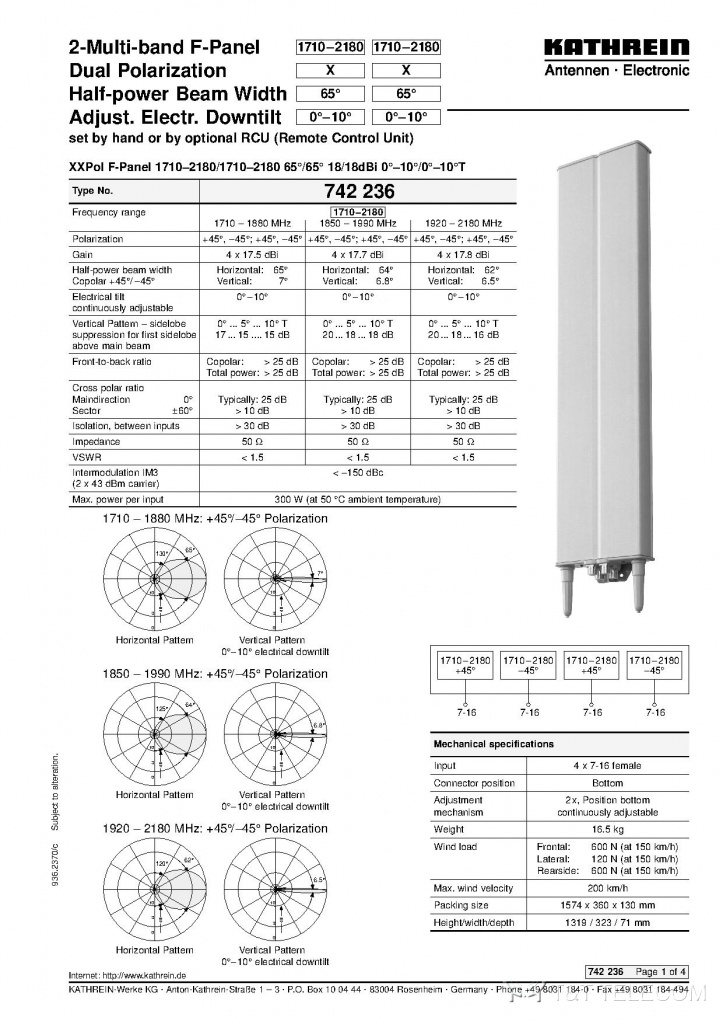 2-Multi-band F-Panel 1710–2180 1710–2180
Dual Polarization X X
Half-power Beam Width 65° 65°
Adjust. Electr. Downtilt 0°–10° 0°–10°
set by hand or by optional RCU (Remote Control Unit)
KATHREIN
Antennen · Electronic
XXPol F-Panel 1710–2180/1710–2180 65°/65° 18/18dBi 0°–10°/0°–10°T
Type No. 742 236
Frequency range 1710–2180
1710 – 1880 MHz 1850 – 1990 MHz 1920 – 2180 MHz
Polarization +45°, –45°; +45°, –45° +45°, –45°; +45°, –45° +45°, –45°; +45°, –45°
Gain 4 x 17.5 dBi 4 x 17.7 dBi 4 x 17.8 dBi
Half-power beam width Horizontal: 65° Horizontal: 64° Horizontal: 62°
Copolar +45°/–45° Vertical: 7° Vertical: 6.8° Vertical: 6.5°
Electrical tilt 0°–10° 0°–10° 0°–10°
continuously adjustable
Vertical Pattern – sidelobe 0° ... 5° ... 10° T 0° ... 5° ... 10° T 0° ... 5° ... 10° T
suppression for first sidelobe 17 ... 15 .... 15 dB 20 ... 18 ... 18 dB 20 ... 18 ... 16 dB
above main beam
Front-to-back ratio Copolar: > 25 dB Copolar: > 25 dB Copolar: > 25 dB
Total power: > 25 dB Total power: > 25 dB Total power: > 25 dB
Cross polar ratio
Maindirection 0° Typically: 25 dB Typically: 25 dB Typically: 25 dB
Sector ±60° > 10 dB > 10 dB > 10 dB
Isolation, between inputs > 30 dB > 30 dB > 30 dB
Impedance 50 Ω 50 Ω 50 Ω
VSWR < 1.5 < 1.5 < 1.5
Intermodulation IM3 < –150 dBc
(2 x 43 dBm carrier)
Max. power per input 300 W (at 50 °C ambient temperature)
1710 – 1880 MHz: +45°/–45° Polarization
130° 65° 7°
Horizontal Pattern Vertical Pattern
0°–10° electrical downtilt
1850 – 1990 MHz: +45°/–45° Polarization
125° 64° 6.8°
Horizontal Pattern Vertical Pattern
0°–10° electrical downtilt
1920 – 2180 MHz: +45°/–45° Polarization
120° 62° 6.5°
Horizontal Pattern Vertical Pattern
0°–10° electrical downtilt
1710–2180 1710–2180 1710–2180 1710–2180
+45° –45° +45° –45°
7-16 7-16 7-16 7-16
Mechanical specifications
Input 4 x 7-16 female
Connector position Bottom
Adjustment 2x, Position bottom
mechanism continuously adjustable
Weight 16.5 kg
Wind load Frontal: 600 N (at 150 km/h)
Lateral: 120 N (at 150 km/h)
Rearside: 600 N (at 150 km/h)
Max. wind velocity 200 km/h
Packing size 1574 x 360 x 130 mm
Height/width/depth 1319 / 323 / 71 mm
936.2370/c Subject to alteration.
Internet: http://www.kathrein.de
742 236 Page 1 of 4
KATHREIN-Werke KG · Anton-Kathrein-Straße 1 – 3 · P.O. Box 10 04 44 · 83004 Rosenheim · Germany · Phone +49 8031 184-0 · Fax +49 8031 184-494
T&T TELECOM